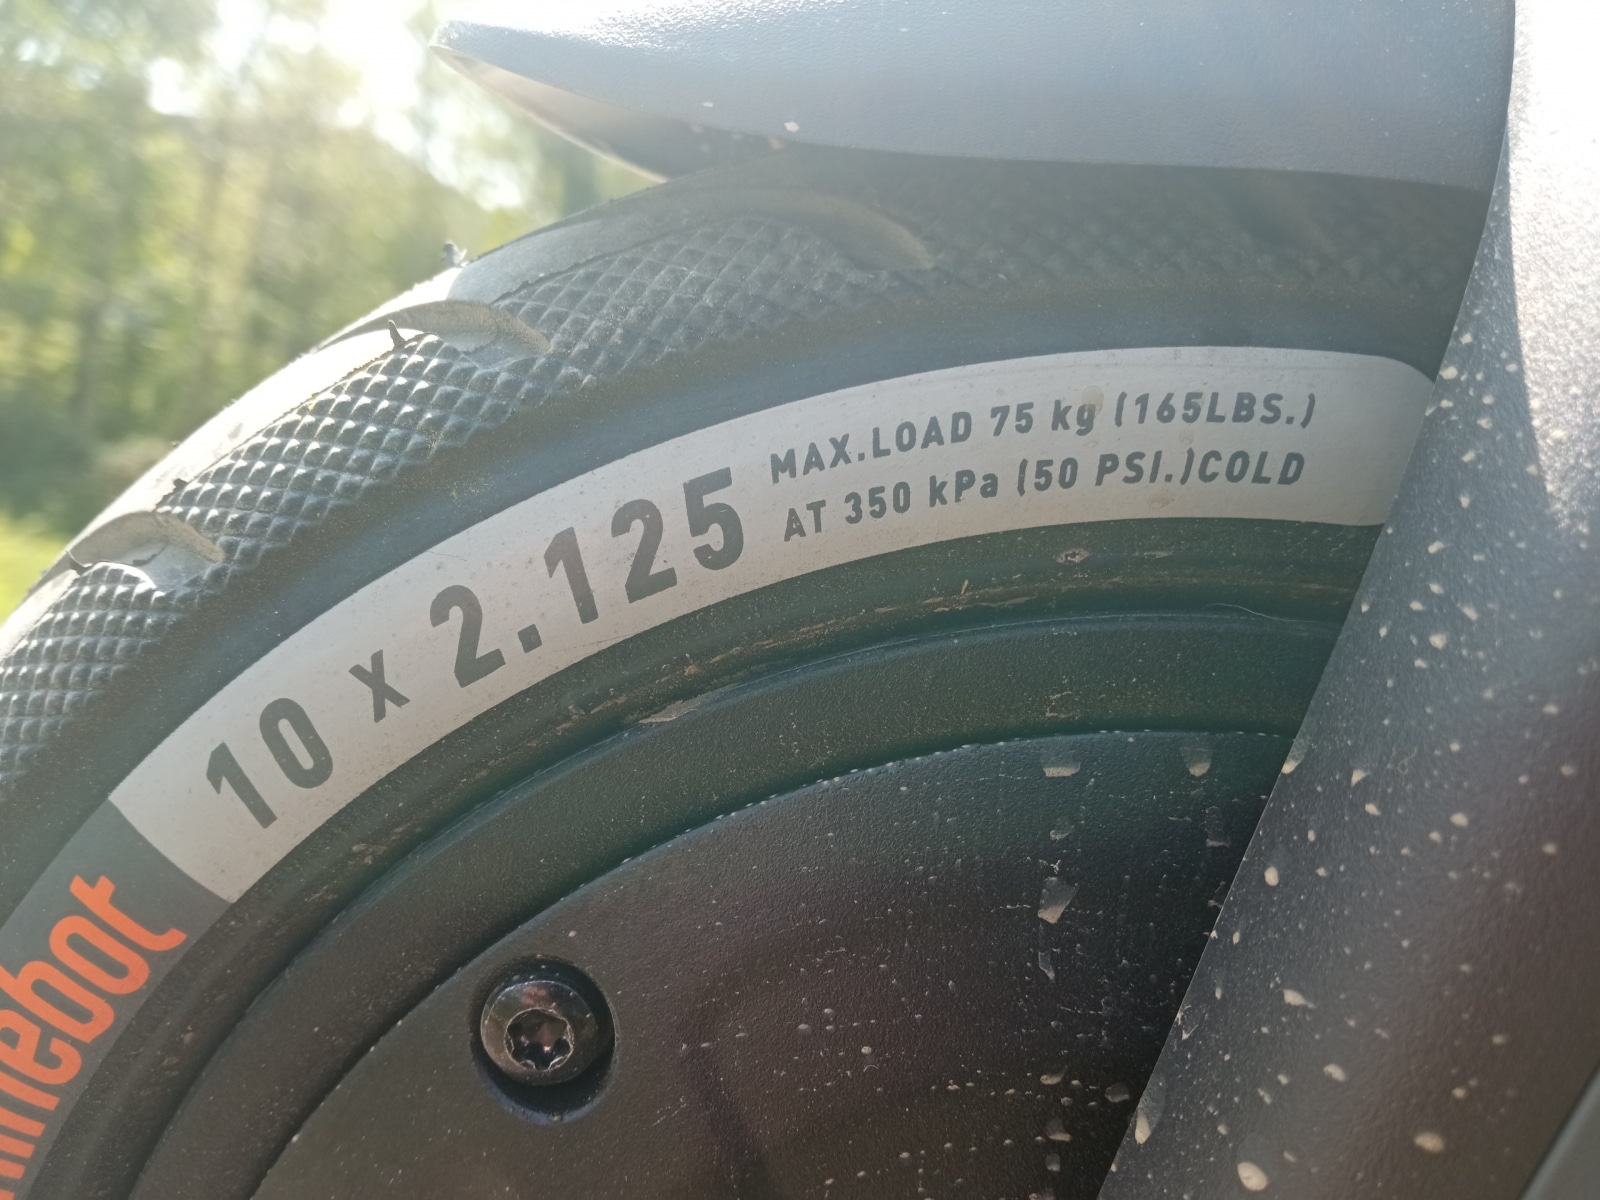 10 x 2.125
MAX.LOAD 75 kg (165LBS.)
AT 350 kPa (50 PSI.)COLD